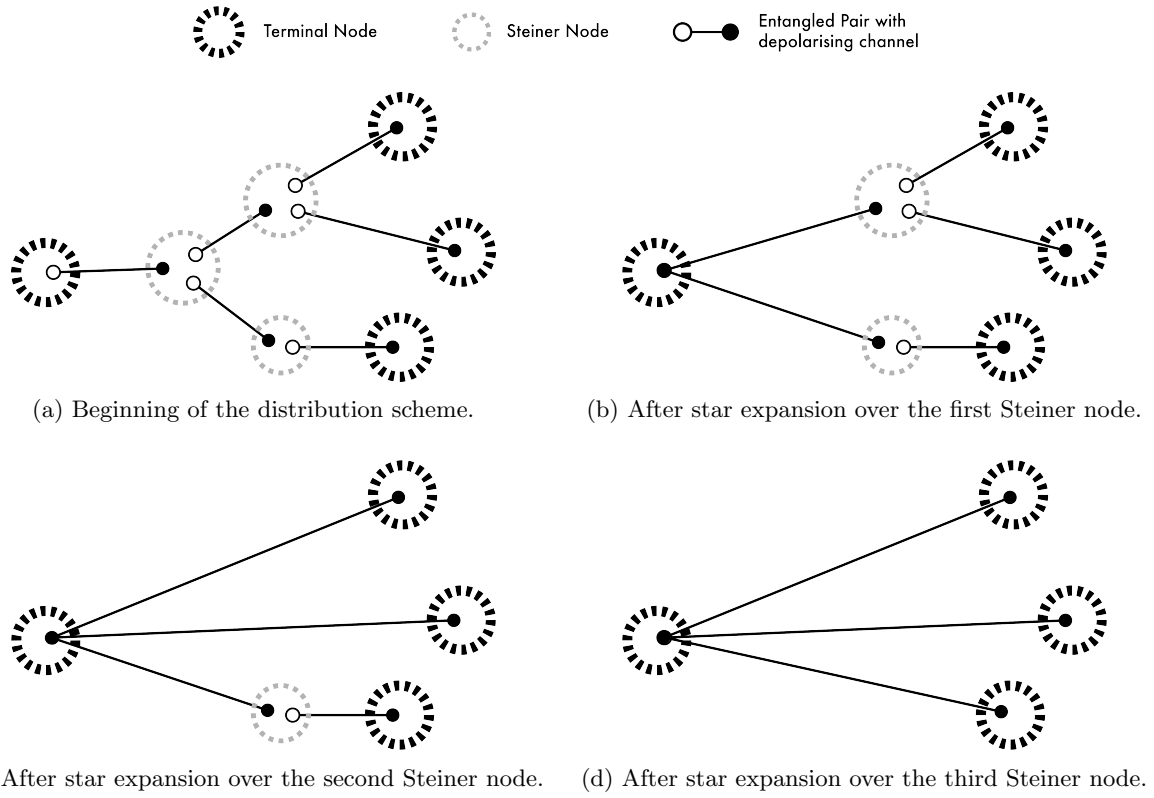 Terminal Node
Steiner Node
Entangled Pair with
depolarising channel
(a) Beginning of the distribution scheme.
(b) After star expansion over the first Steiner node.
After star expansion over the second Steiner node.
(d) After star expansion over the third Steiner node.